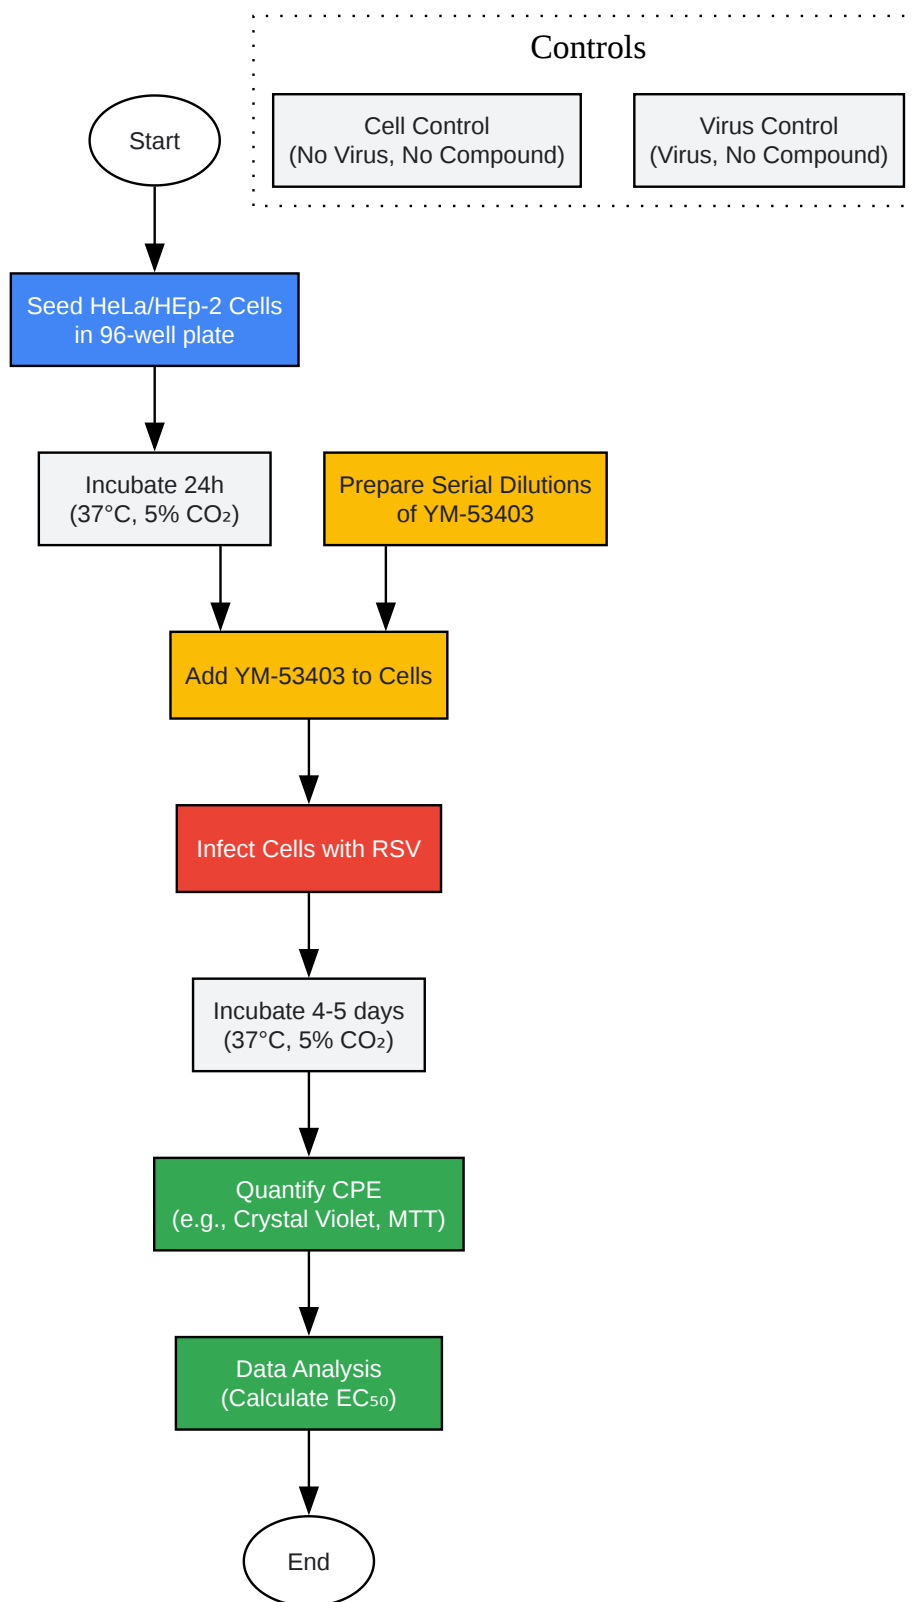 Controls
Cell Control
(No Virus, No Compound)
Virus Control
(Virus, No Compound)
Start
Seed HeLa/HEp-2 Cells
in 96-well plate
Incubate 24h
(37°C, 5% CO₂)
Prepare Serial Dilutions
of YM-53403
Add YM-53403 to Cells
Infect Cells with RSV
Incubate 4-5 days
(37°C, 5% CO₂)
Quantify CPE
(e.g., Crystal Violet, MTT)
Data Analysis
(Calculate EC₅₀)
End